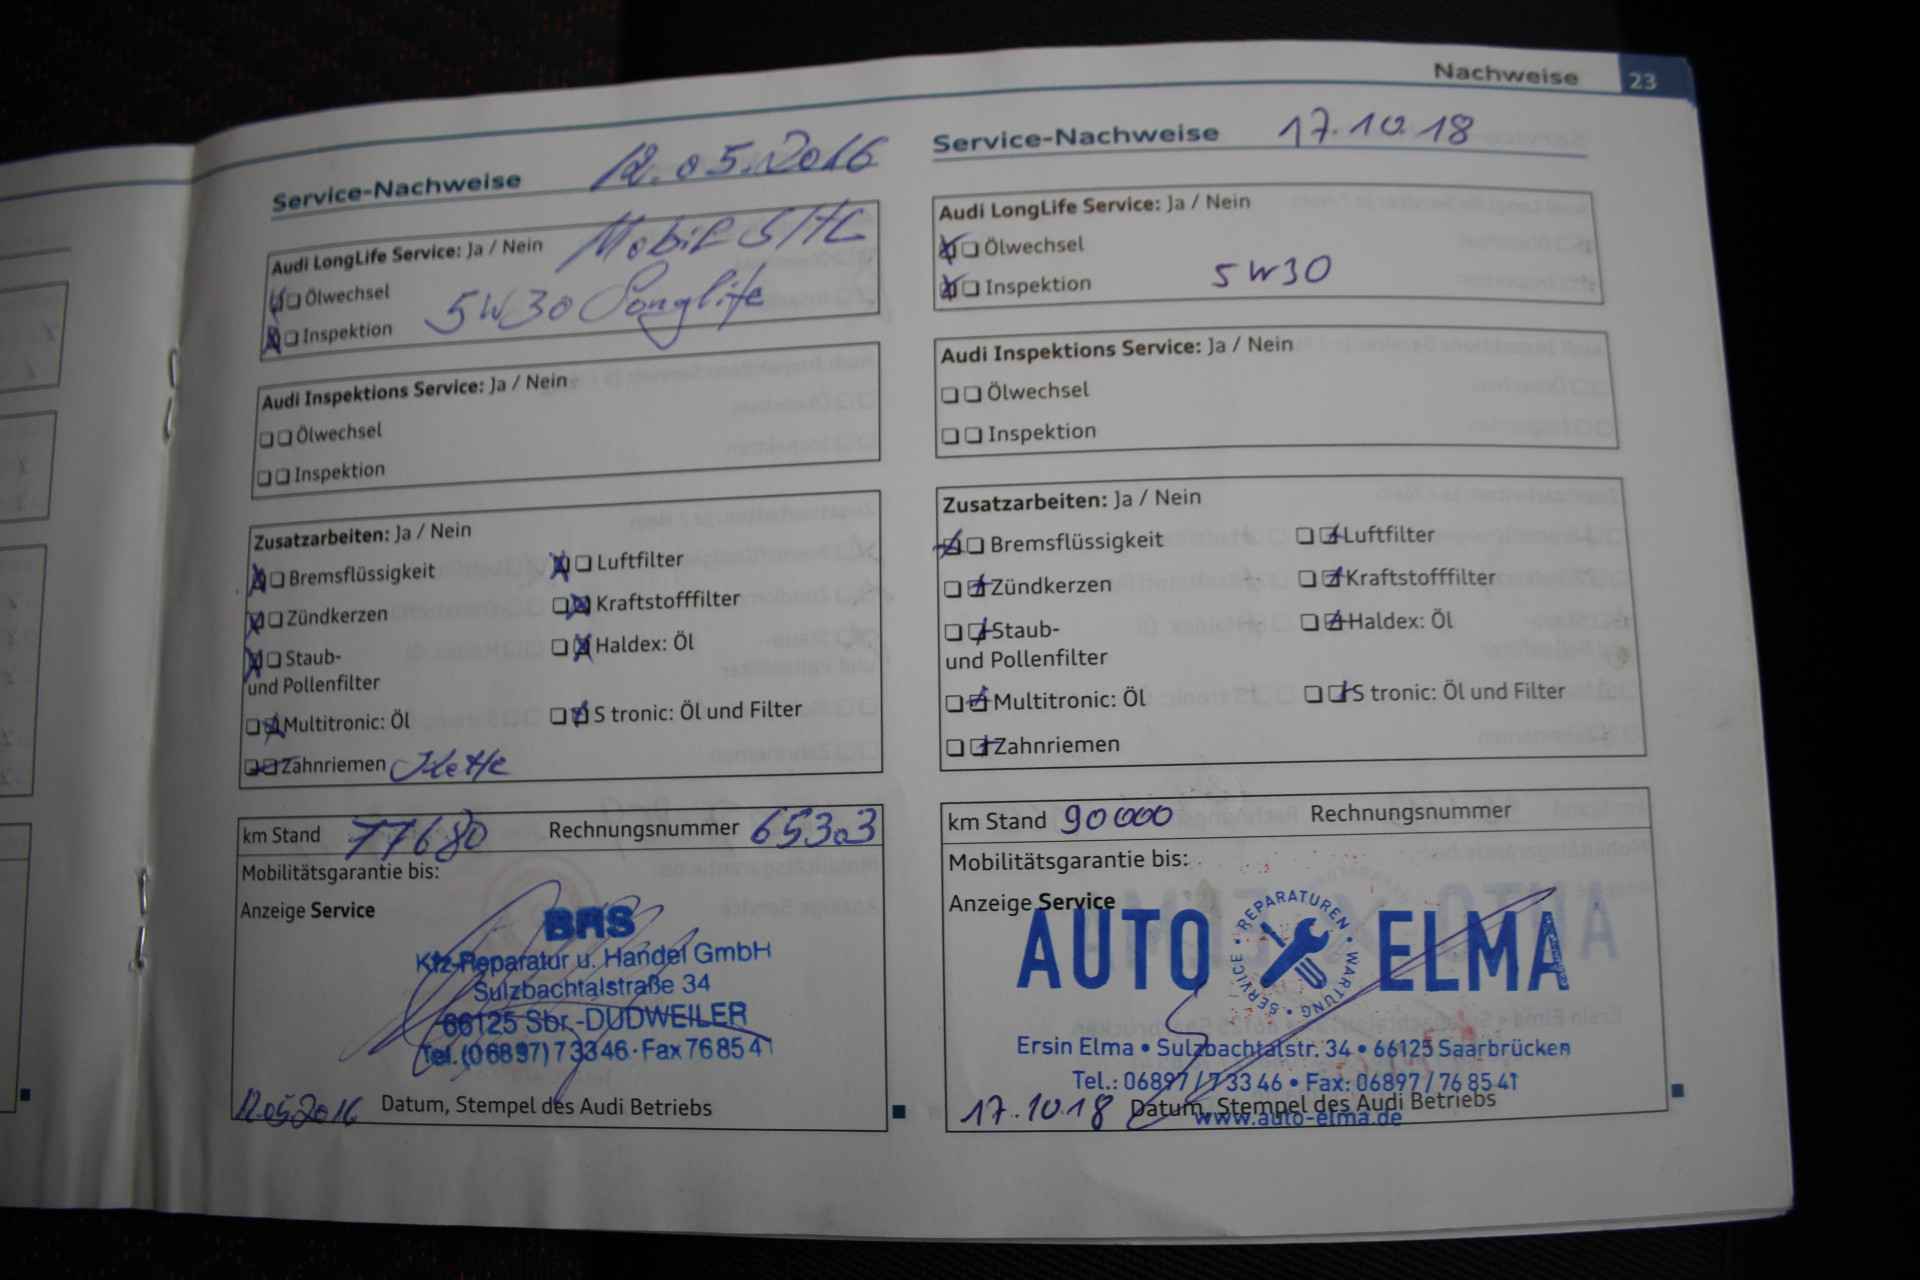 Nachweise 23
Service-Nachweise 12.05.2016
Audi LongLife Service: Ja / Nein
Ölwechsel
5W30 Longlife
Inspektion
Audi Inspektions Service: Ja / Nein
Ölwechsel
Inspektion
Zusatzarbeiten: Ja / Nein
Bremsflüssigkeit Luftfilter
Zündkerzen Kraftstofffilter
Staub- Haldex: Öl
und Pollenfilter
Multitronic: Öl S tronic: Öl und Filter
Zahnriemen Kette
km Stand 77680 Rechnungsnummer 65303
Mobilitätsgarantie bis:
Anzeige Service
BRS
Kfz-Reparatur u. Handel GmbH
Sulzbachtalstraße 34
66125 Sbr.-DUDWEILER
Tel. (06897) 73346·Fax 768541
12.05.2016 Datum, Stempel des Audi Betriebs
Service-Nachweise 17.10.18
Audi LongLife Service: Ja / Nein
Ölwechsel
Inspektion 5W30
Audi Inspektions Service: Ja / Nein
Ölwechsel
Inspektion
Zusatzarbeiten: Ja / Nein
Bremsflüssigkeit Luftfilter
Zündkerzen Kraftstofffilter
Staub- Haldex: Öl
und Pollenfilter
Multitronic: Öl S tronic: Öl und Filter
Zahnriemen
km Stand 90000 Rechnungsnummer
Mobilitätsgarantie bis:
Anzeige Service
AUTO ELMA
REPARATUREN • WARTUNG • SERVICE •
Ersin Elma • Sulzbachtalstr. 34 • 66125 Saarbrücken
Tel.: 06897 / 7 33 46 • Fax: 06897 / 76 85 41
17.10.18 Datum, Stempel des Audi Betriebs
www.auto-elma.de